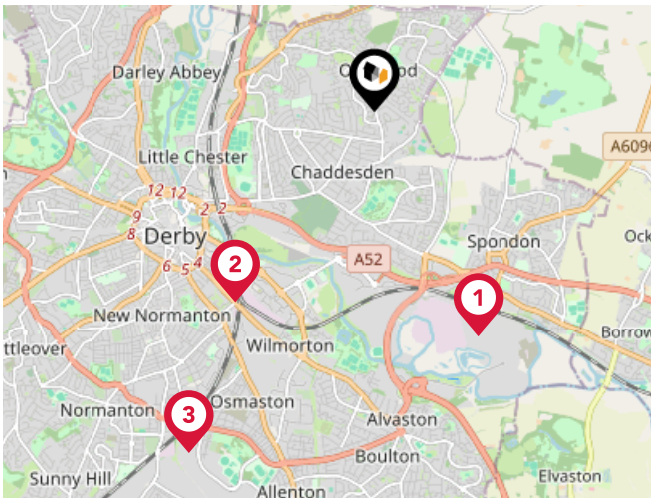 Darley Abbey
Little Chester
Chaddesden
A6096
12 12
9
2 2
8
Derby
6 5 4
Spondon
A52
2
1
New Normanton
Wilmorton
Borrow
ttleover
3
Normanton
Osmaston
Alvaston
Boulton
Sunny Hill
Allenton
Elvaston